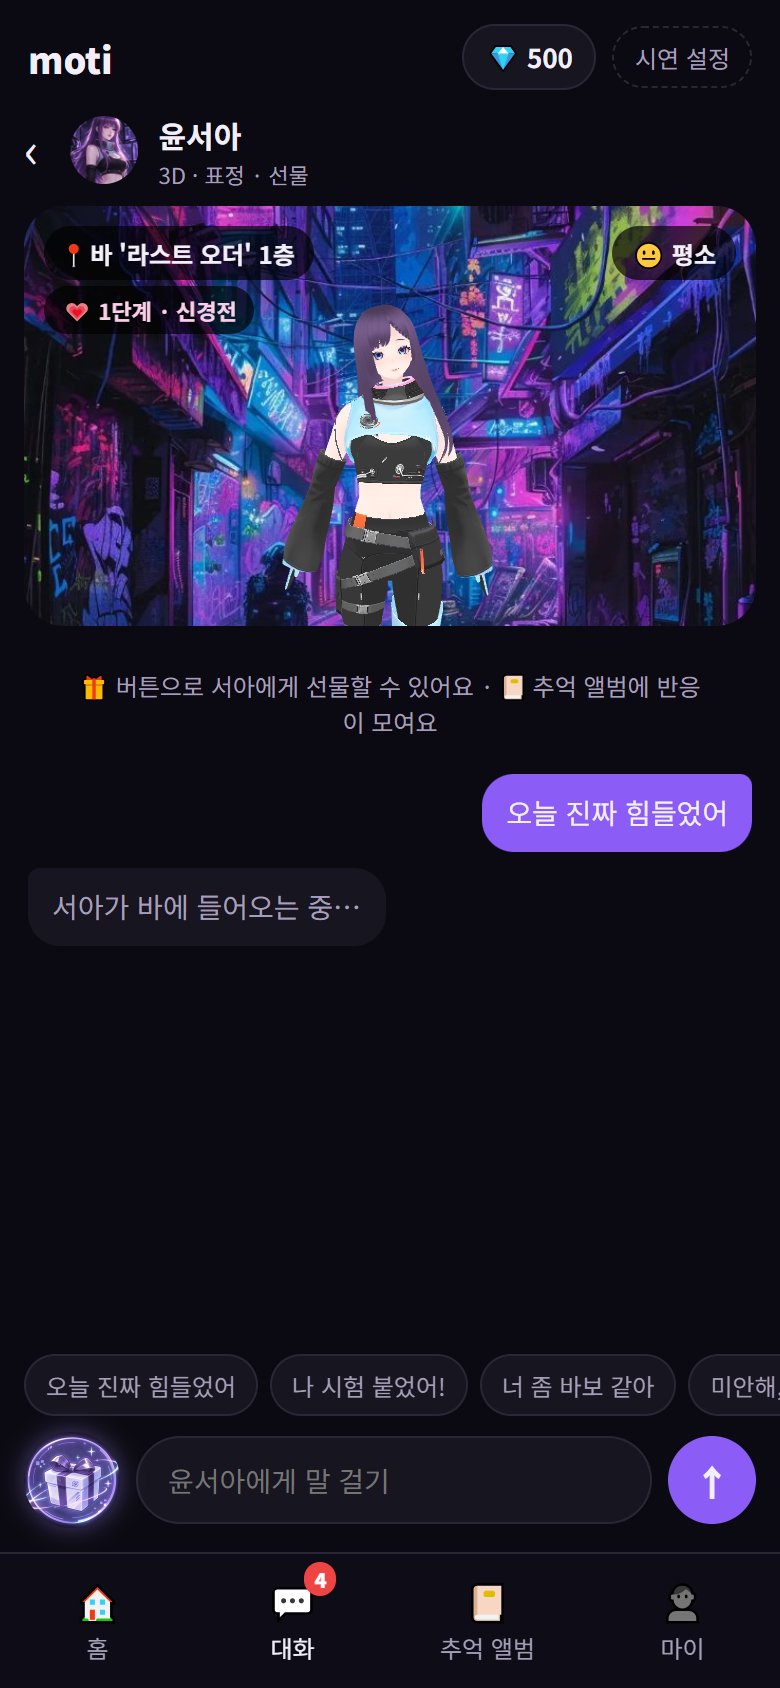 moti
500
시연 설정
윤서아
3D · 표정 · 선물
바 '라스트 오더' 1층
평소
1단계 · 신경전
버튼으로 서아에게 선물할 수 있어요 · 추억 앨범에 반응
이 모여요
오늘 진짜 힘들었어
서아가 바에 들어오는 중…
오늘 진짜 힘들었어
나 시험 붙었어!
너 좀 바보 같아
미안해,
윤서아에게 말 걸기
4
홈
대화
추억 앨범
마이